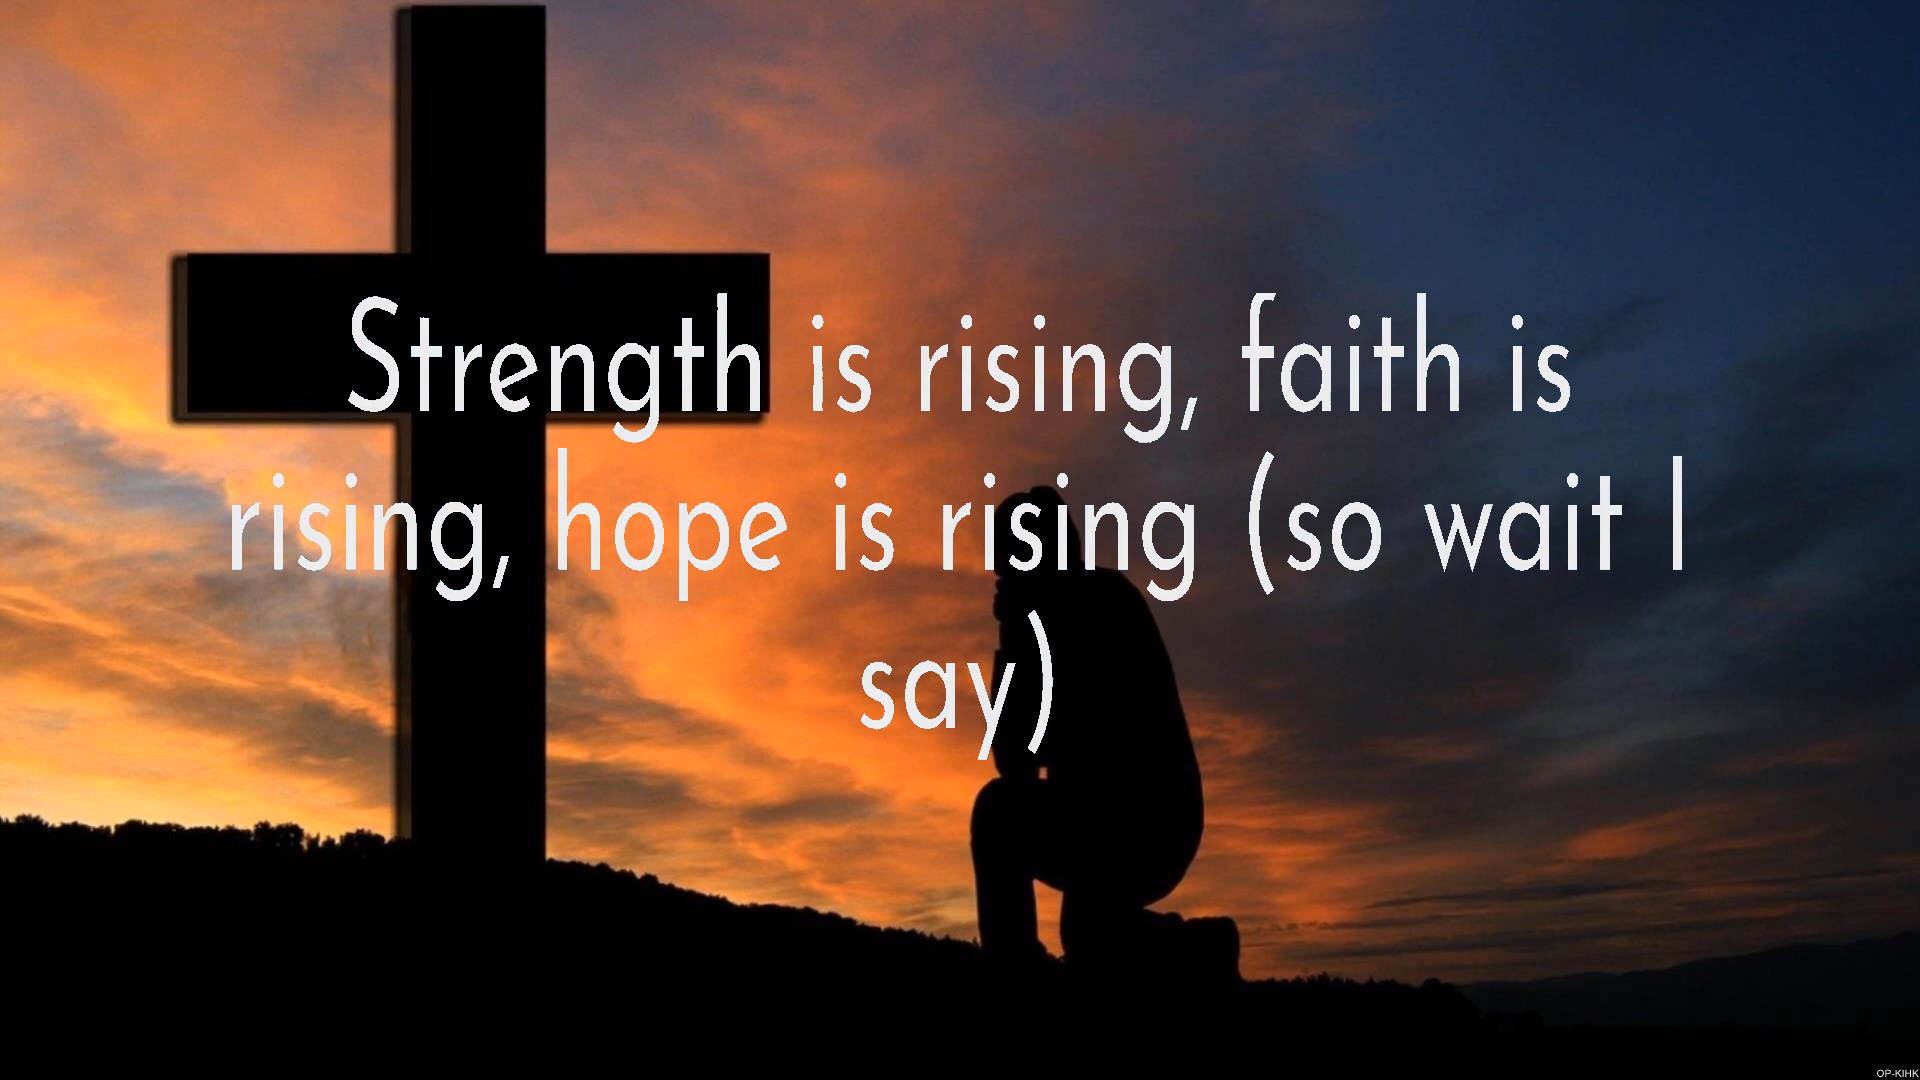 Strength is rising, faith is
rising, hope is rising (so wait I
say)
OP-KIHK